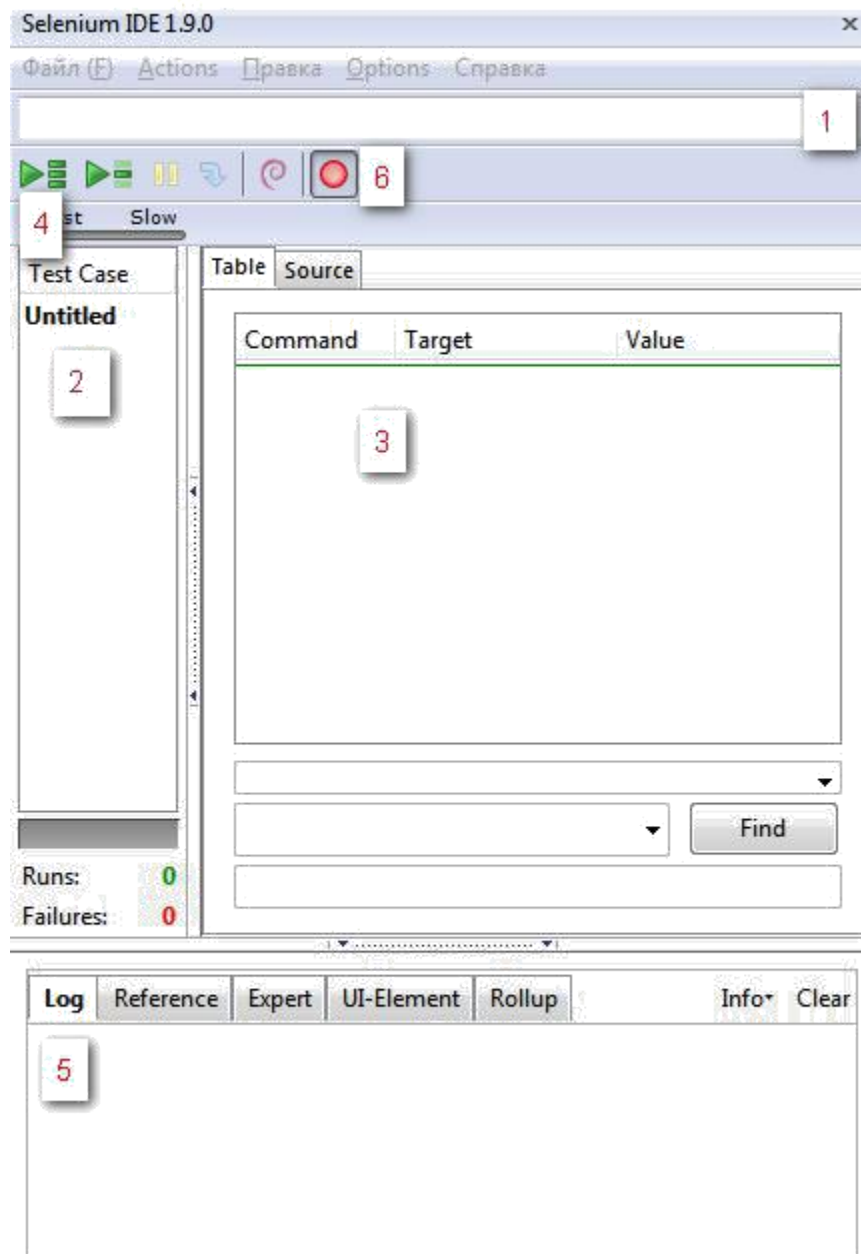 Selenium IDE 1.9.0
Файл (F) Actions Правка Options Справка
1
6
4 st Slow
Test Case
Table Source
Untitled
Command Target Value
2
3
Find
Runs: 0
Failures: 0
Log Reference Expert UI-Element Rollup Info Clear
5